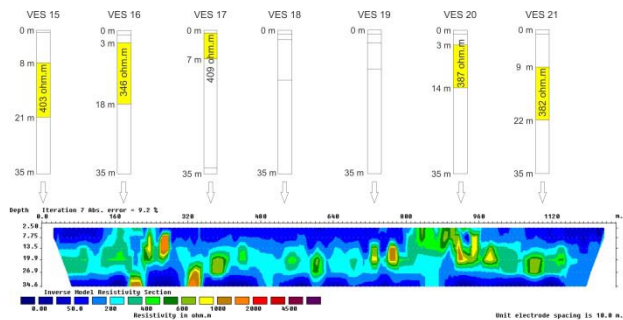 VES 15 VES 16 VES 17 VES 18 VES 19 VES 20 VES 21
0 m 0 m 0 m 0 m 0 m 0 m 0 m
3 m 3 m
8 m 7 m 9 m
403 ohm.m 346 ohm.m 409 ohm.m 387 ohm.m 382 ohm.m
14 m
21 m 18 m 22 m
35 m 35 m 35 m 35 m 35 m 35 m 35 m
Depth Iteration 7 Abs. error = 9.2 %
0.0 160 320 480 640 800 960 1120 m.
2.50
7.75
13.5
19.9
26.9
34.6
Inverse Model Resistivity Section
0.00 50.0 200 400 600 1000 2000 4500
Resistivity in ohm.m
Unit electrode spacing is 10.0 m.